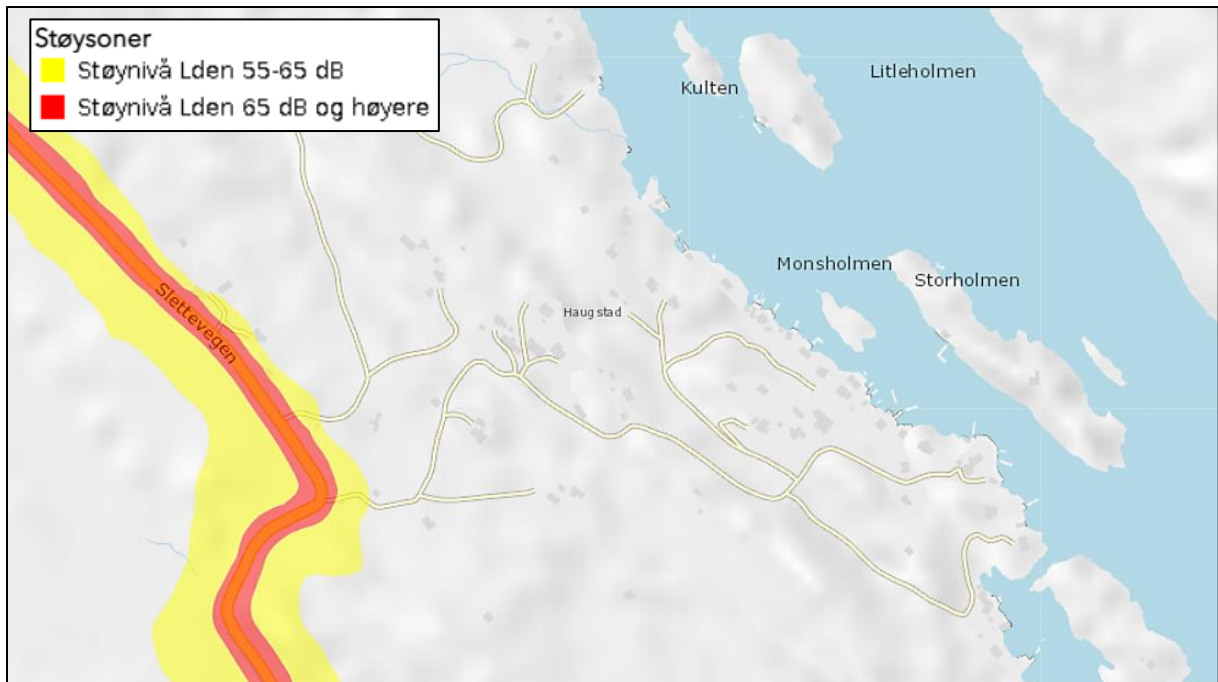 Støysoner
Støynivå Lden 55-65 dB
Støynivå Lden 65 dB og høyere
Litleholmen
Kulten
Monsholmen
Storholmen
Slettevegen
Haugstad